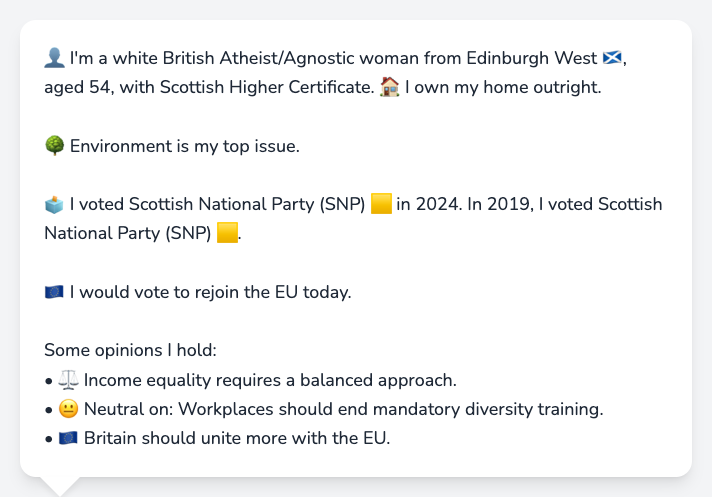 👤 I'm a white British Atheist/Agnostic woman from Edinburgh West 🏴󠁧󠁢󠁳󠁣󠁴󠁿,
aged 54, with Scottish Higher Certificate. 🏠 I own my home outright.
🌳 Environment is my top issue.
🗳️ I voted Scottish National Party (SNP) 🟨 in 2024. In 2019, I voted Scottish
National Party (SNP) 🟨.
🇪🇺 I would vote to rejoin the EU today.
Some opinions I hold:
• ⚖️ Income equality requires a balanced approach.
• 😐 Neutral on: Workplaces should end mandatory diversity training.
• 🇪🇺 Britain should unite more with the EU.